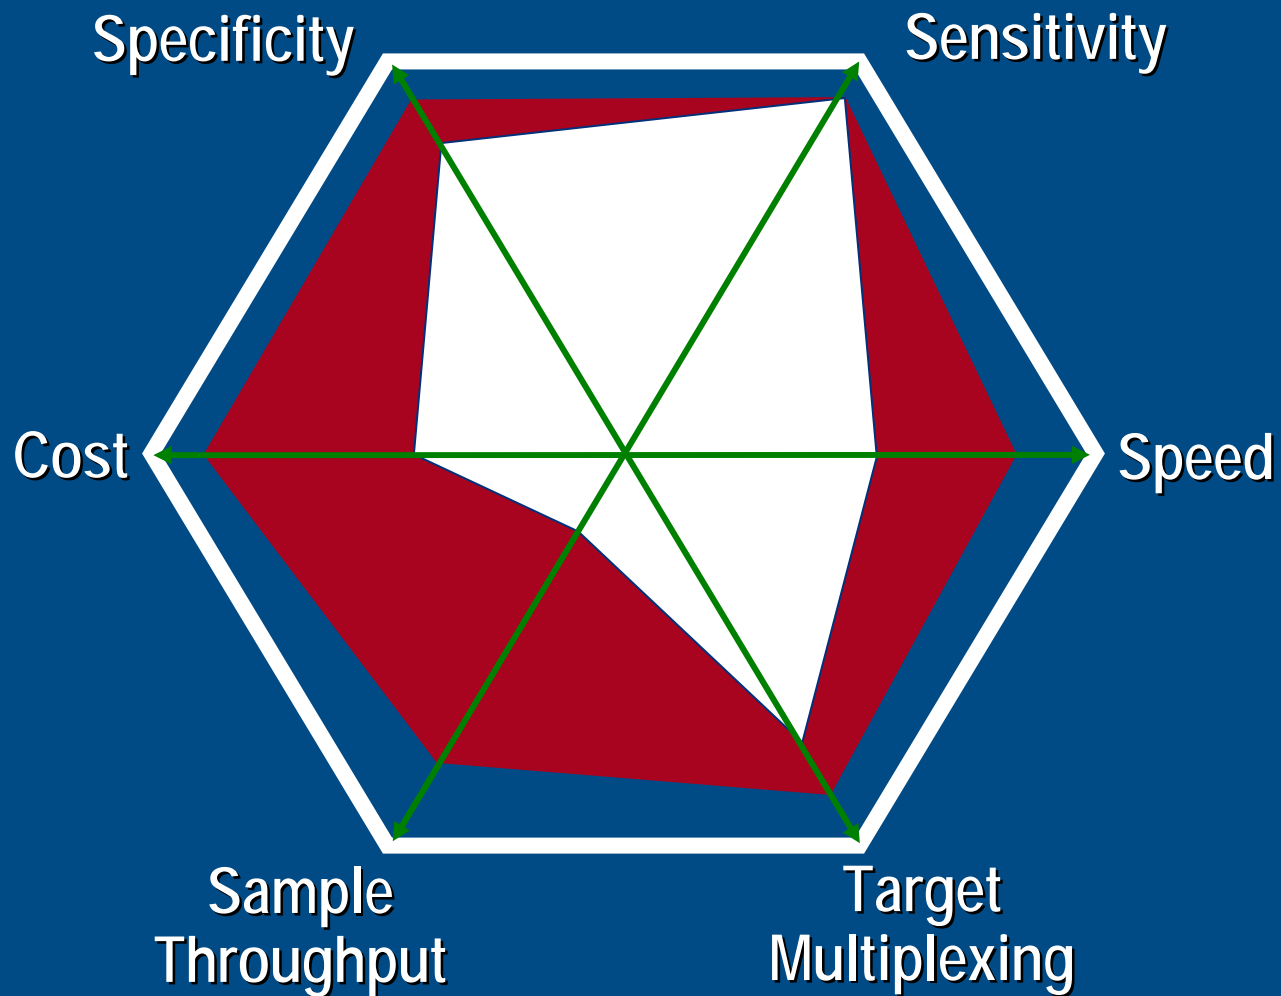 Specificity
Sensitivity
Cost
Speed
Sample
Throughput
Target
Multiplexing